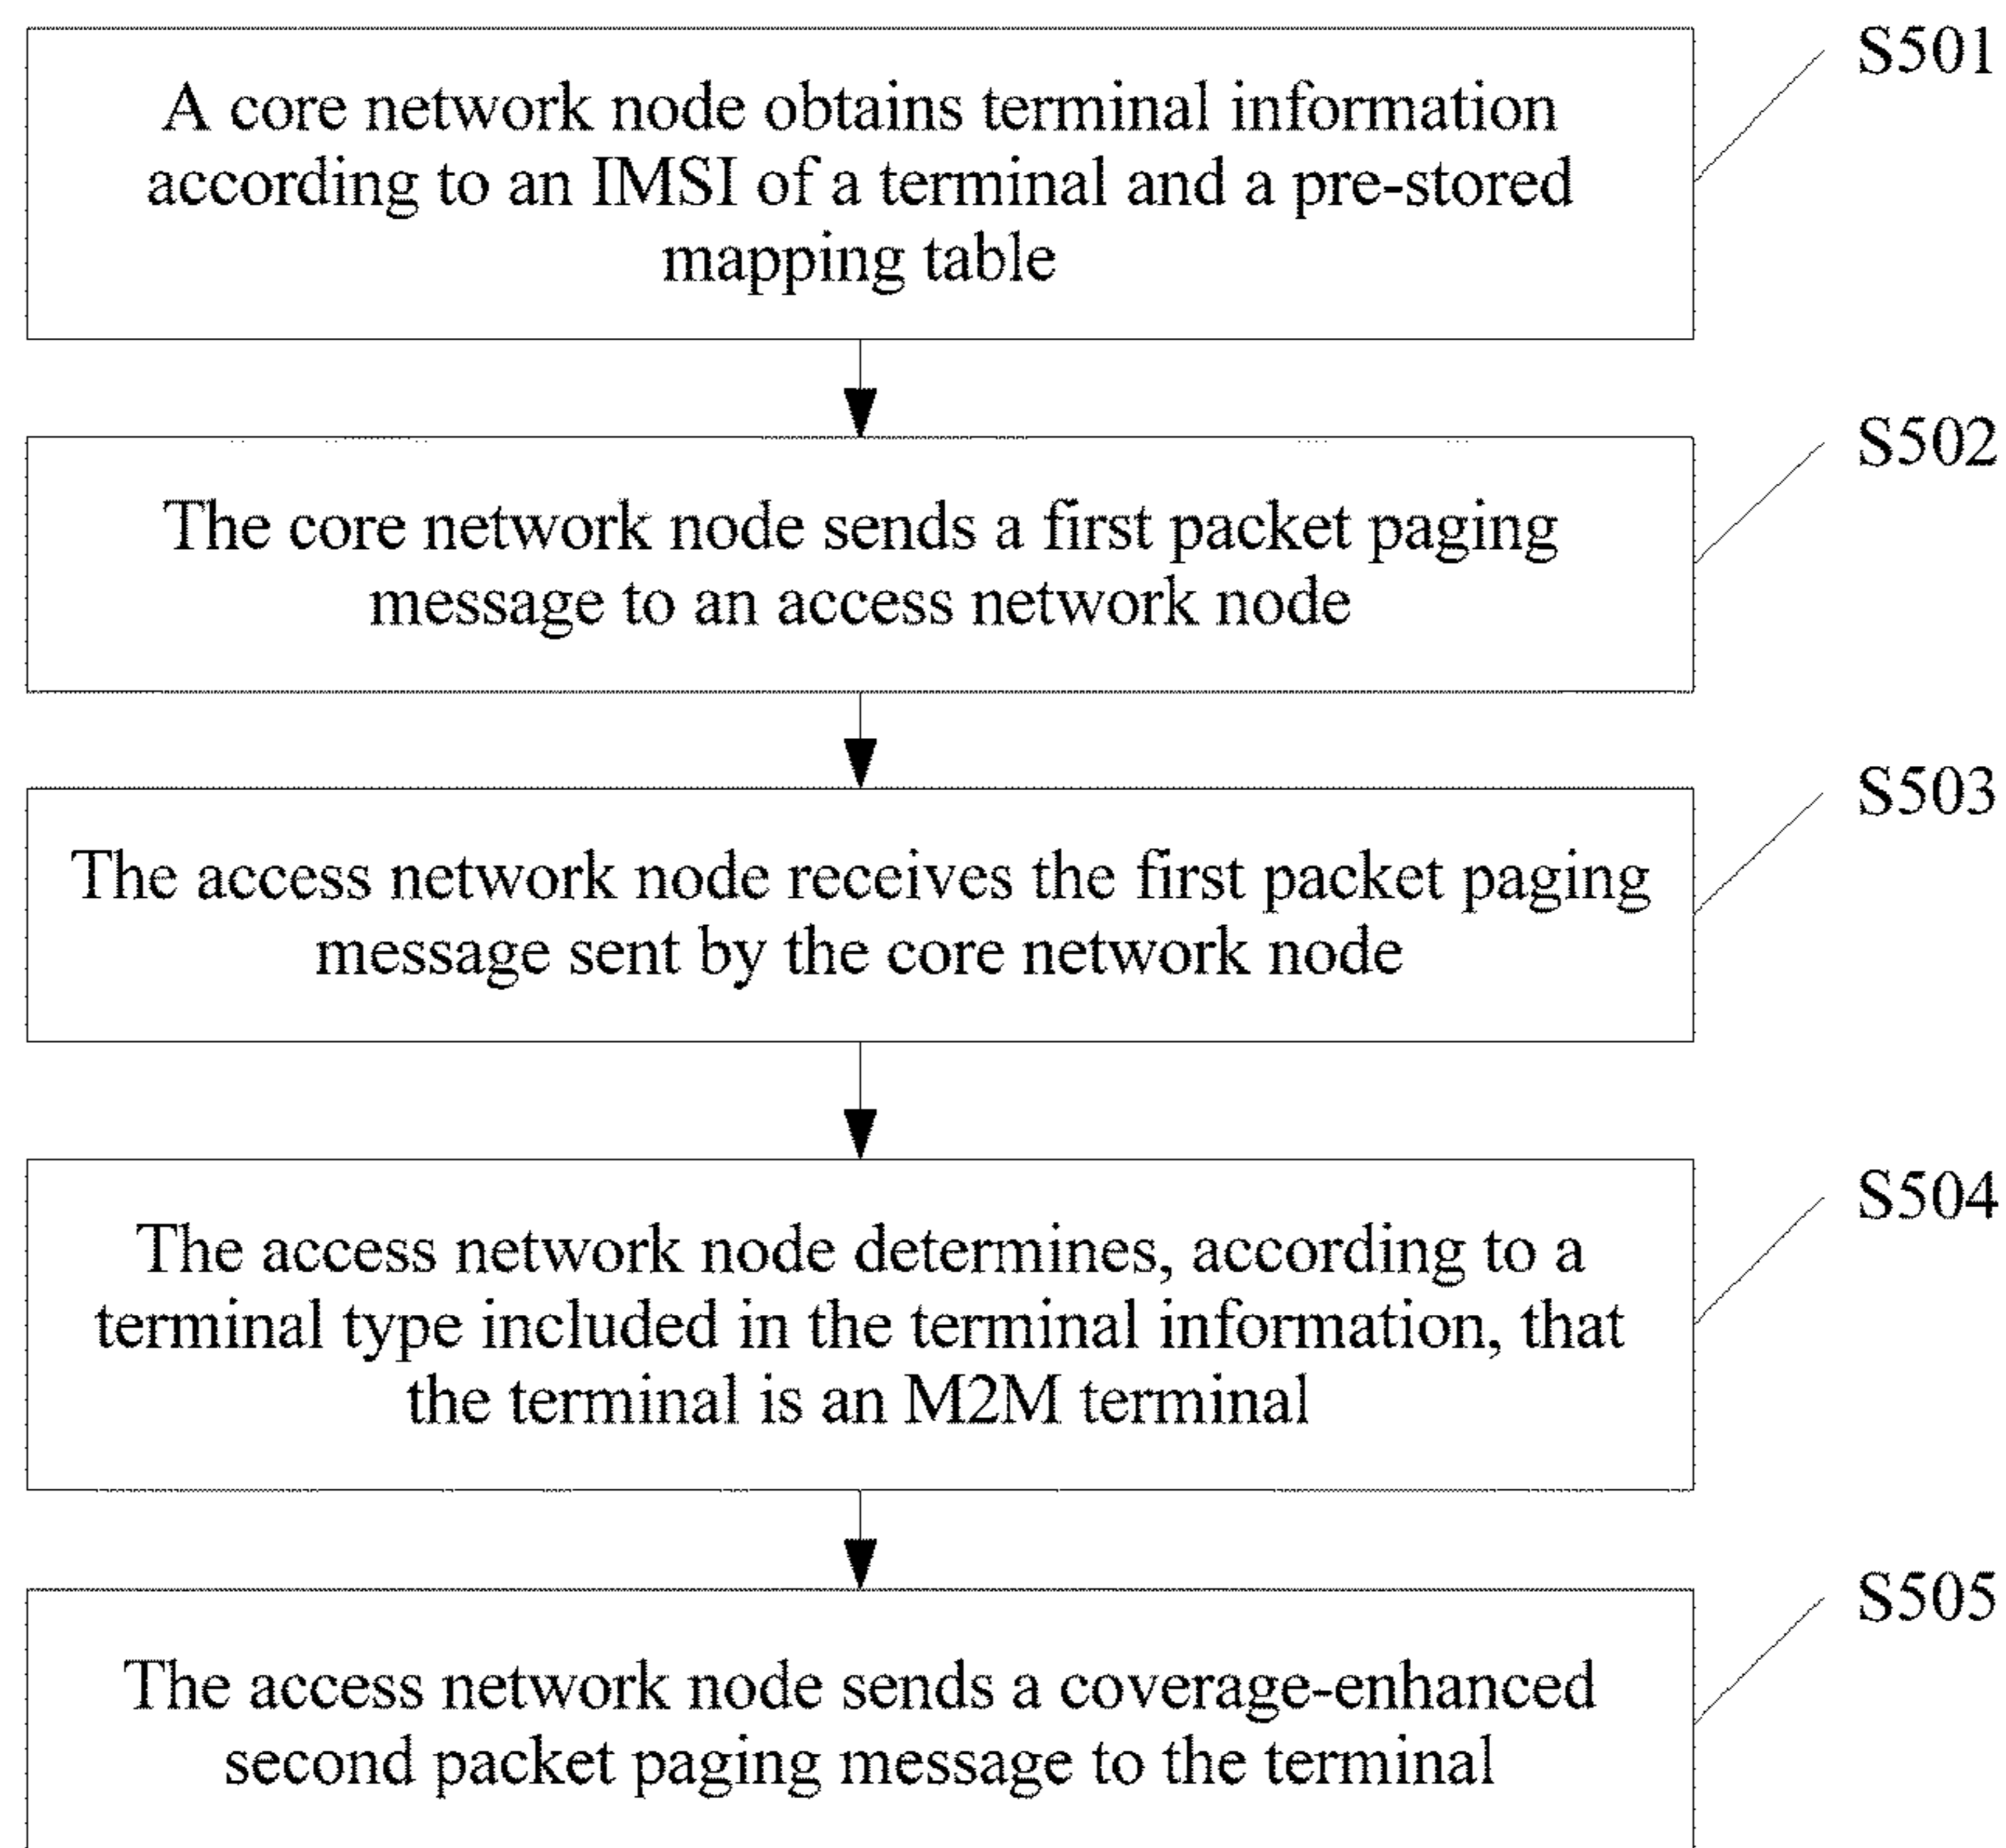 S501
A core network node obtains terminal information
according to an IMSI of a terminal and a pre-stored
mapping table
S502
The core network node sends a first packet paging
message to an access network node
S503
The access network node receives the first packet paging
message sent by the core network node
S504
The access network node determines, according to a
terminal type included in the terminal information, that
the terminal is an M2M terminal
S505
The access network node sends a coverage-enhanced
second packet paging message to the terminal